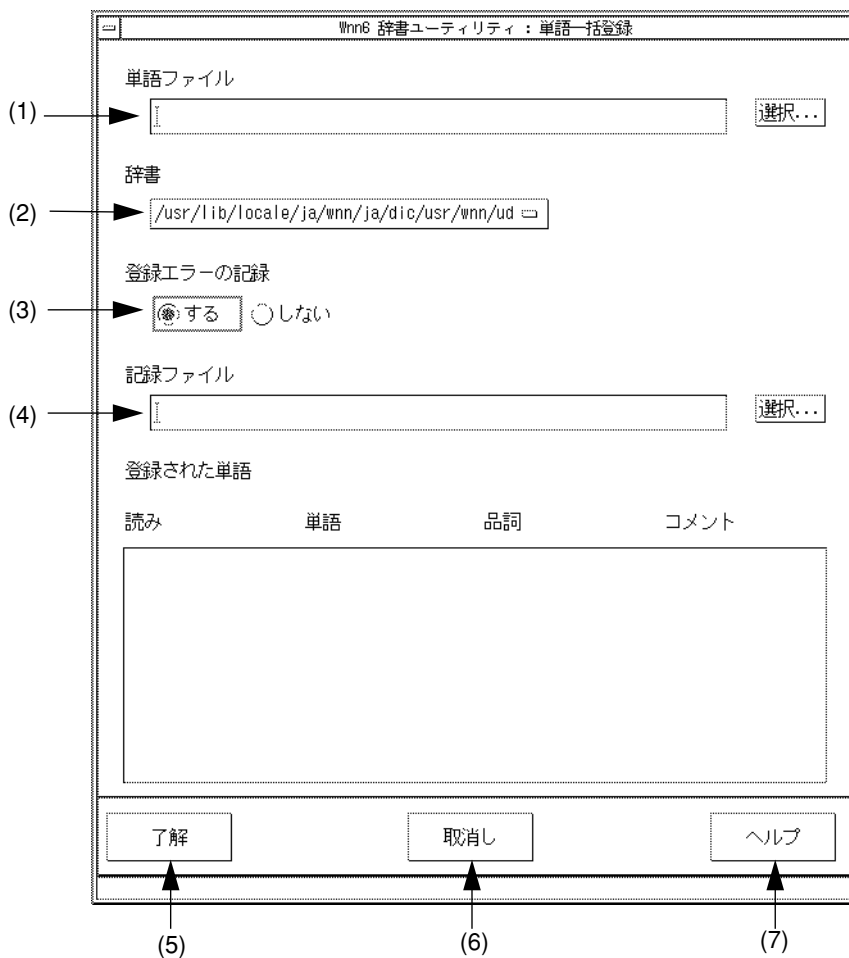 Wnn6 辞書ユーティリティ : 単語一括登録
単語ファイル
(1)
選択...
辞書
(2)
/usr/lib/locale/ja/wnn/ja/dic/usr/wnn/ud
登録エラーの記録
(3)
する しない
記録ファイル
(4)
選択...
登録された単語
読み 単語 品詞 コメント
了解 取消し ヘルプ
(5) (6) (7)